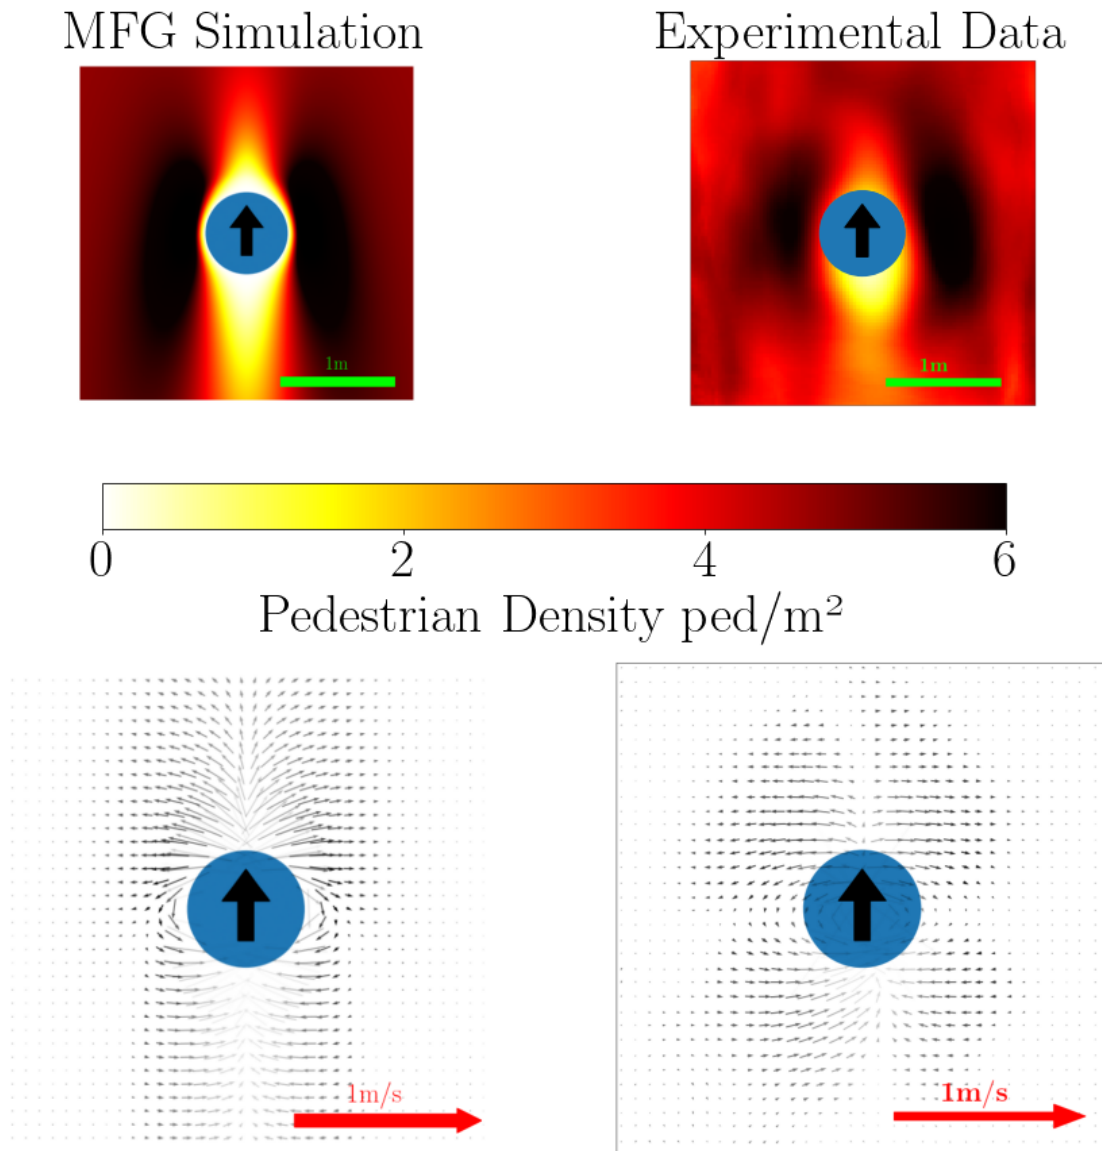 MFG Simulation
Experimental Data
1m
1m
0 2 4 6
Pedestrian Density ped/m²
1m/s
1m/s